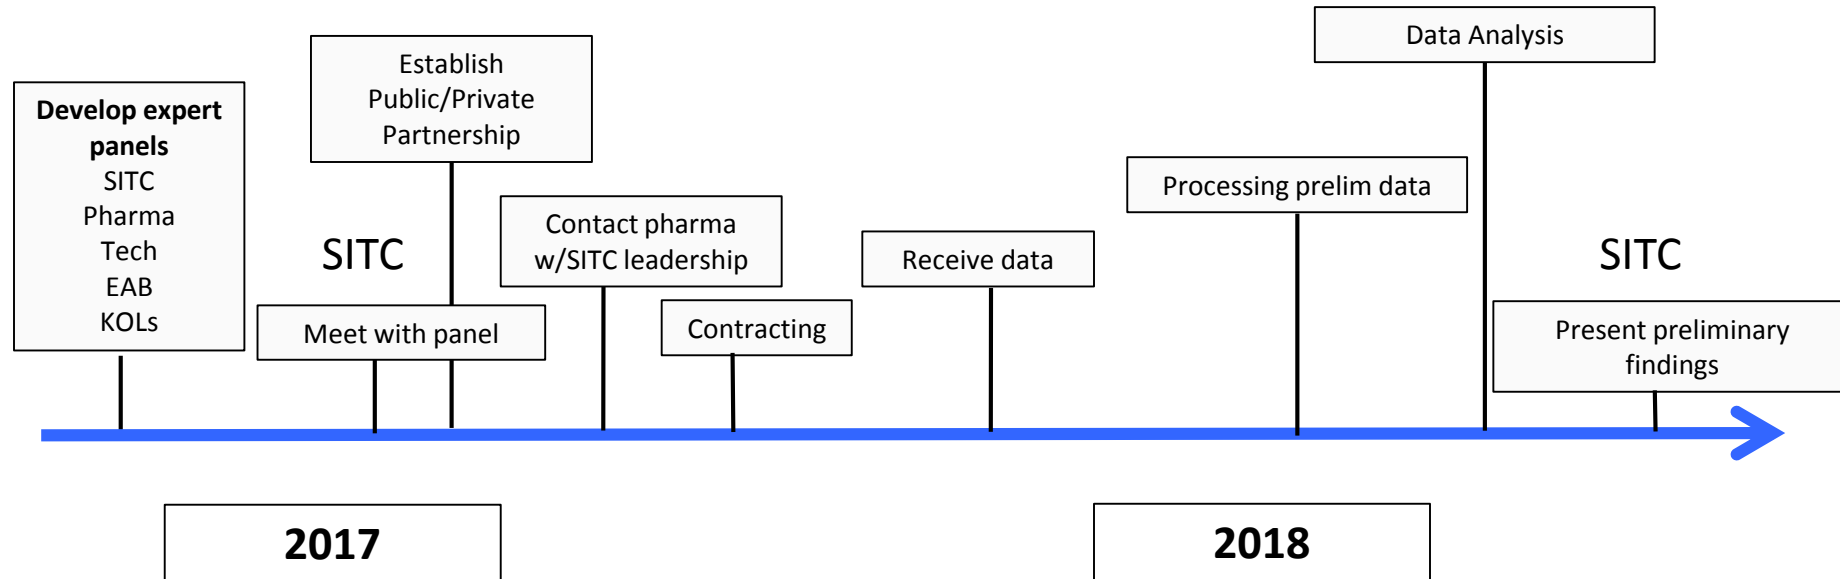 Develop expert
panels
SITC
Pharma
Tech
EAB
KOLs
SITC
Meet with panel
Establish
Public/Private
Partnership
Contact pharma
w/SITC leadership
Contracting
Receive data
Processing prelim data
Data Analysis
SITC
Present preliminary
findings
2017
2018